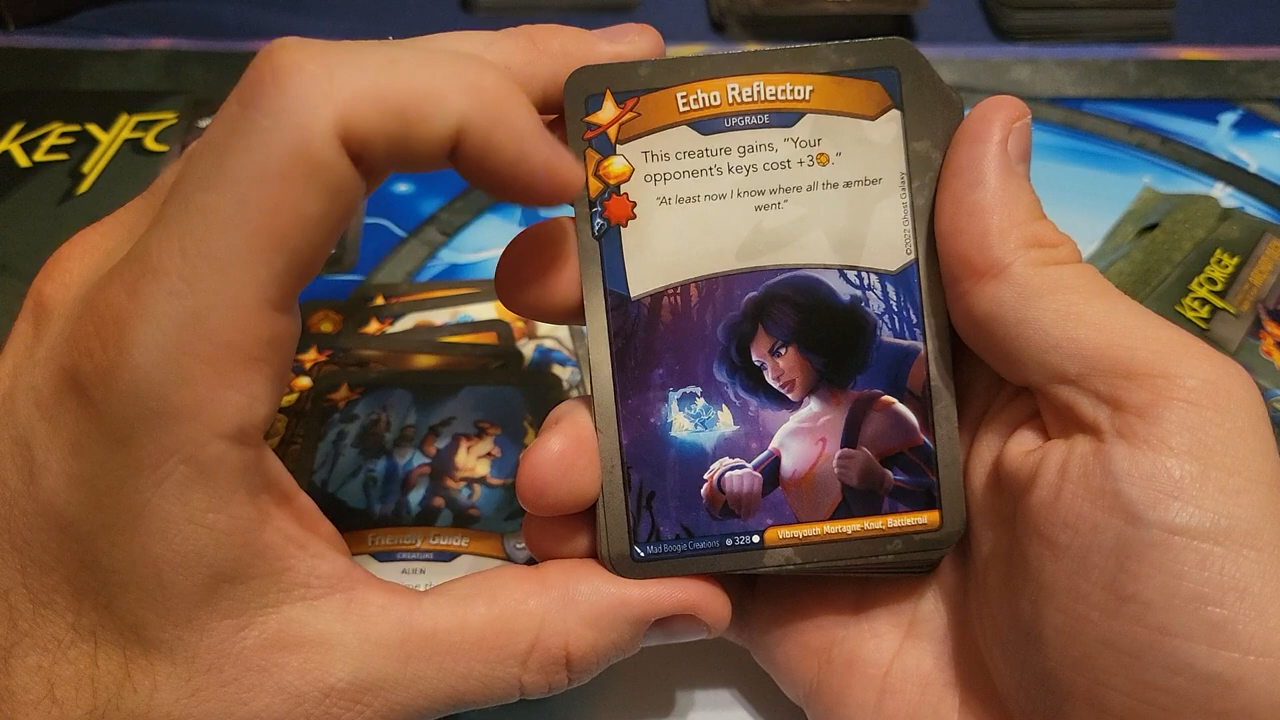 KEYFO
Echo Reflector
UPGRADE
This creature gains, “Your
opponent’s keys cost +3.”
“At least now I know where all the æmber
went.”
©2022 Ghost Galaxy
Mad Boogie Creations
328
Vibroyouth Mortagne-Knut, Battletroil
Friendly Guide
CREATURE
ALIEN
KEYFORGE